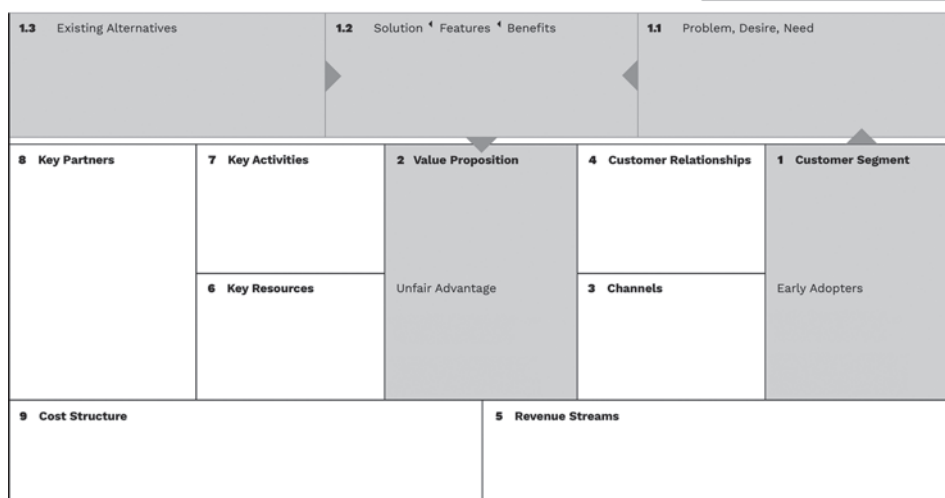 1.3 Existing Alternatives
1.2 Solution Features Benefits
1.1 Problem, Desire, Need
8 Key Partners
7 Key Activities
2 Value Proposition
4 Customer Relationships
1 Customer Segment
6 Key Resources
Unfair Advantage
3 Channels
Early Adopters
9 Cost Structure
5 Revenue Streams